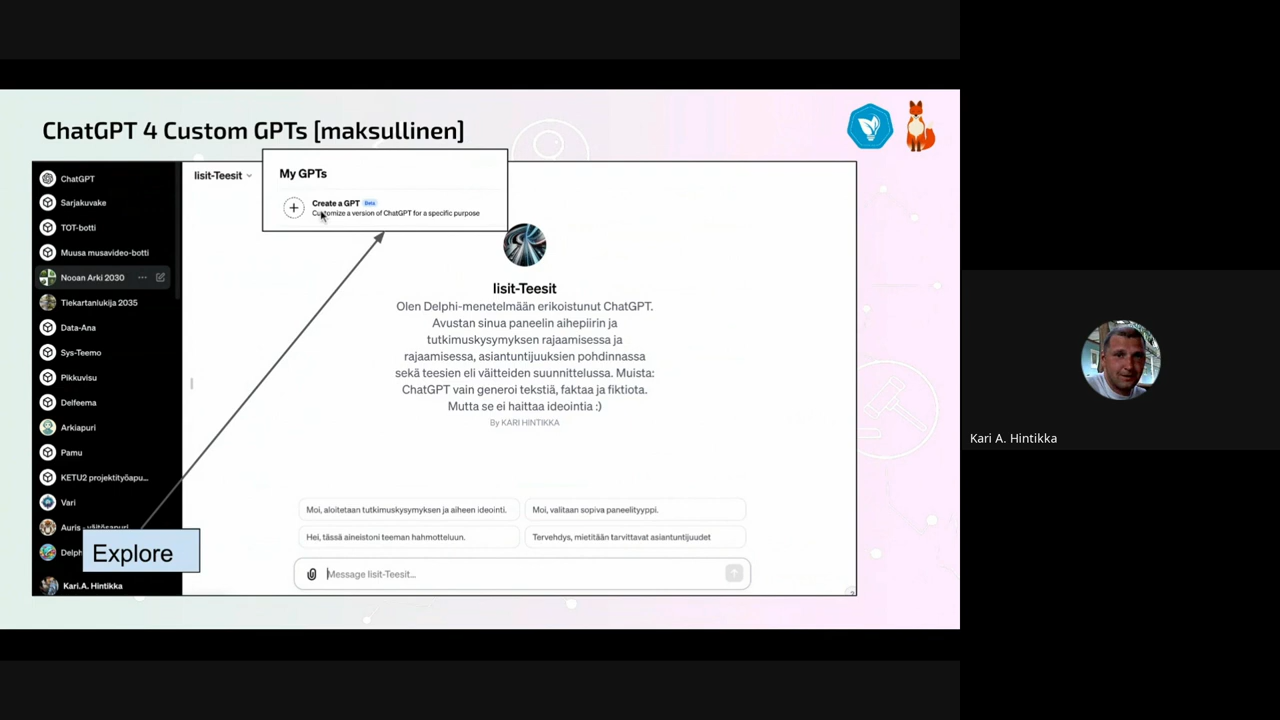 ChatGPT 4 Custom GPTs [maksullinen]
ChatGPT
Sarjakuvake
TOT-botti
Muusa musavideo-botti
Nooan Arki 2030
Tiekartanlukija 2035
Data-Ana
Sys-Teemo
Pikkuvisu
Delfeema
Arkiapuri
Pamu
KETU2 projektityöapu...
Vari
Auris - väitösapuri
Delph
Kari.A. Hintikka
Explore
Iisit-Teesit
My GPTs
Create a GPT Beta
Customize a version of ChatGPT for a specific purpose
Iisit-Teesit
Olen Delphi-menetelmään erikoistunut ChatGPT.
Avustan sinua paneelin aihepiirin ja
tutkimuskysymyksen rajaamisessa ja
rajaamisessa, asiantuntijuuksien pohdinnassa
sekä teesien eli väitteiden suunnittelussa. Muista:
ChatGPT vain generoi tekstiä, faktaa ja fiktiota.
Mutta se ei haittaa ideointia :)
By KARI HINTIKKA
Moi, aloitetaan tutkimuskysymyksen ja aiheen ideointi.
Moi, valitaan sopiva paneelityyppi.
Hei, tässä aineistoni teeman hahmotteluun.
Tervehdys, mietitään tarvittavat asiantuntijuudet
Message Iisit-Teesit...
Kari A. Hintikka